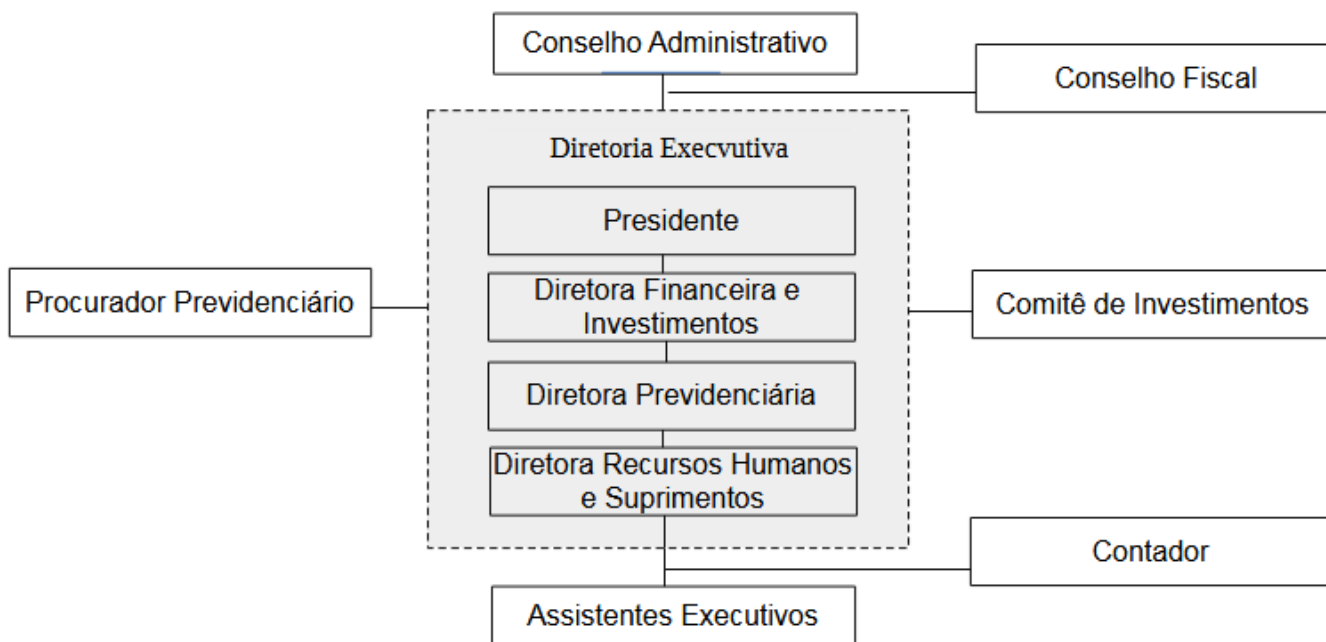 Conselho Administrativo
Conselho Fiscal
Diretoria Execvutiva
Presidente
Procurador Previdenciário
Diretora Financeira e
Investimentos
Comitê de Investimentos
Diretora Previdenciária
Diretora Recursos Humanos
e Suprimentos
Contador
Assistentes Executivos